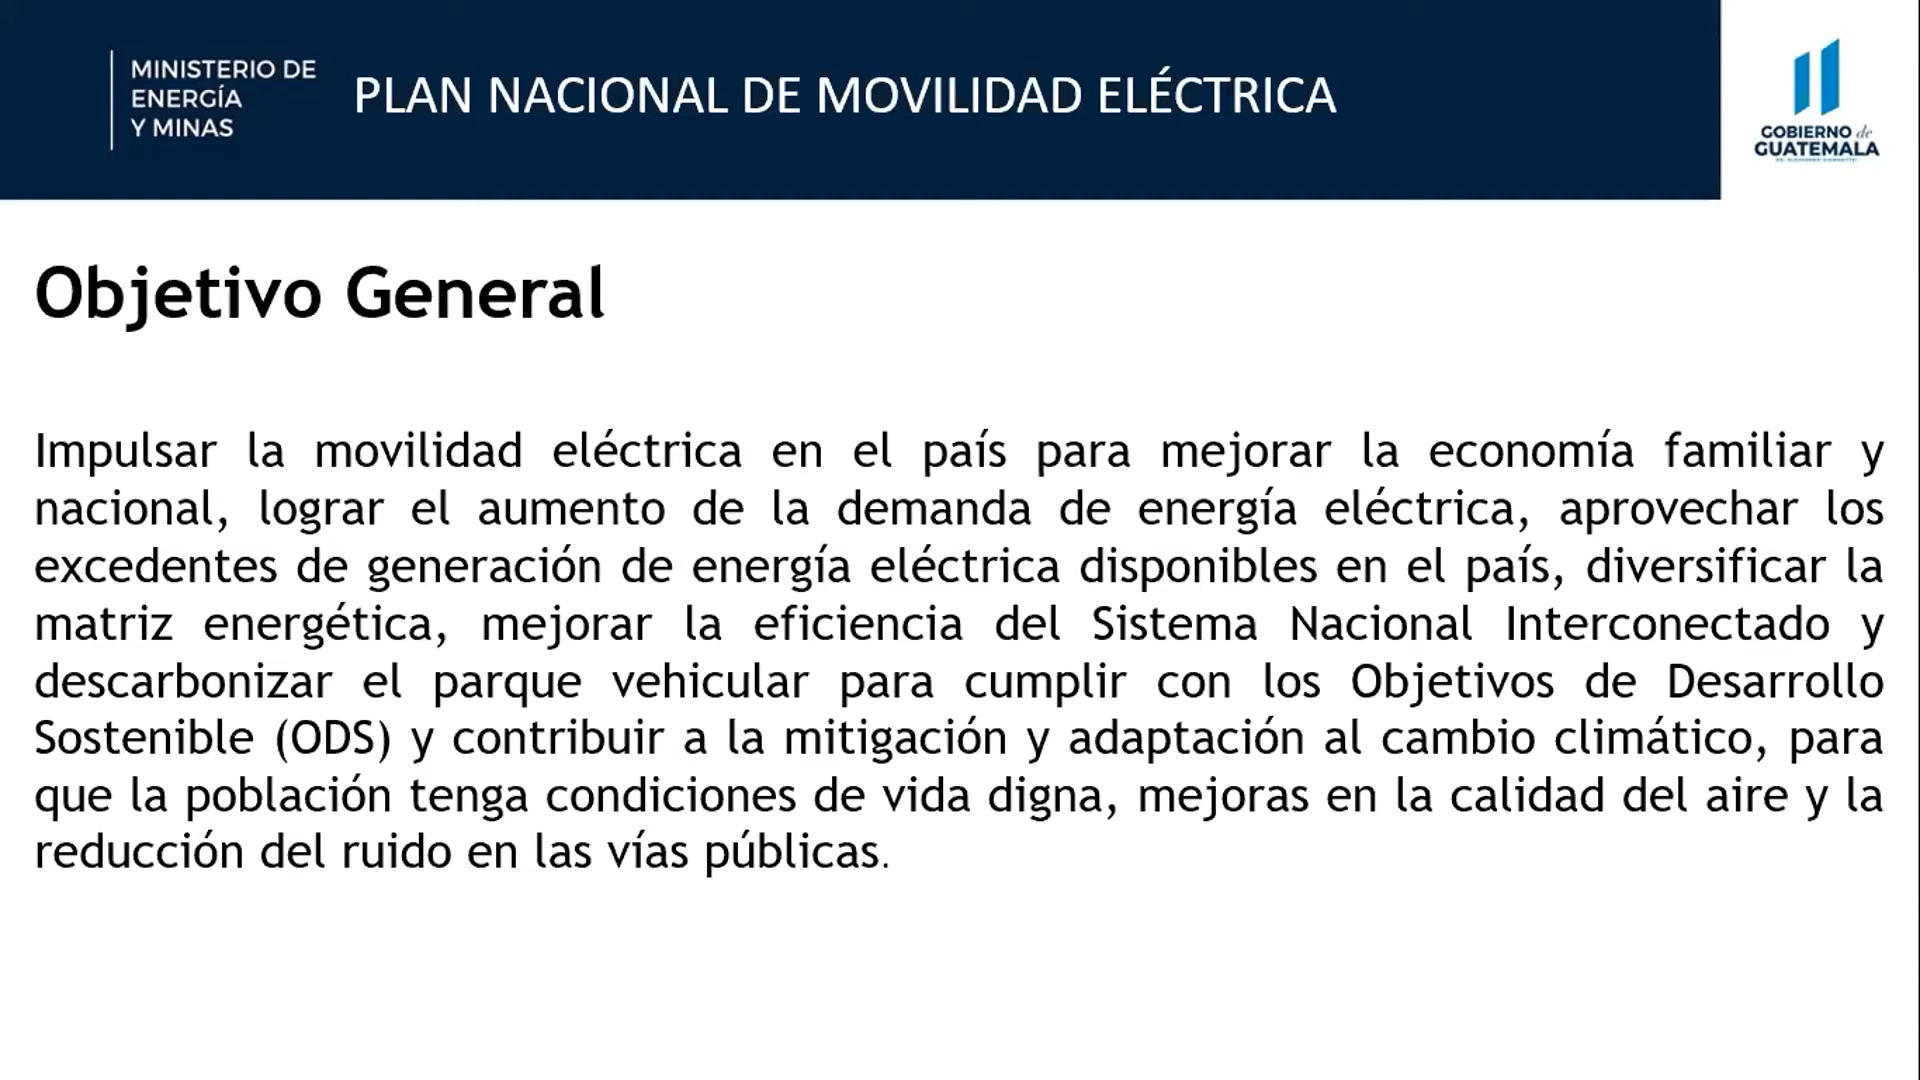 MINISTERIO DE
ENERGÍA
Y MINAS
PLAN NACIONAL DE MOVILIDAD ELÉCTRICA
GOBIERNO de
GUATEMALA
Objetivo General
Impulsar la movilidad eléctrica en el país para mejorar la economía familiar y
nacional, lograr el aumento de la demanda de energía eléctrica, aprovechar los
excedentes de generación de energía eléctrica disponibles en el país, diversificar la
matriz energética, mejorar la eficiencia del Sistema Nacional Interconectado y
descarbonizar el parque vehicular para cumplir con los Objetivos de Desarrollo
Sostenible (ODS) y contribuir a la mitigación y adaptación al cambio climático, para
que la población tenga condiciones de vida digna, mejoras en la calidad del aire y la
reducción del ruido en las vías públicas.